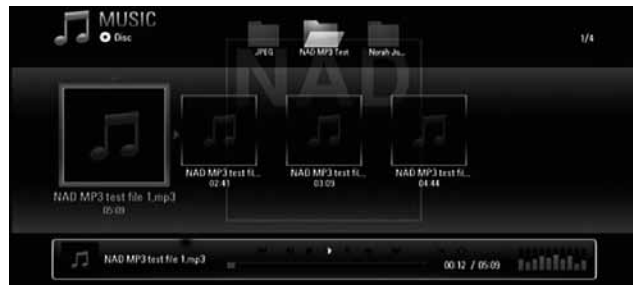 MUSIC
Disc
1/4
JPEG NAD MP3 Test Norah Jo...
NAD
NAD MP3 test file 1.mp3
05:09
NAD MP3 test fil... NAD MP3 test fil... NAD MP3 test fil...
02:41 03:09 04:44
NAD MP3 test file 1.mp3 00:12 / 05:09